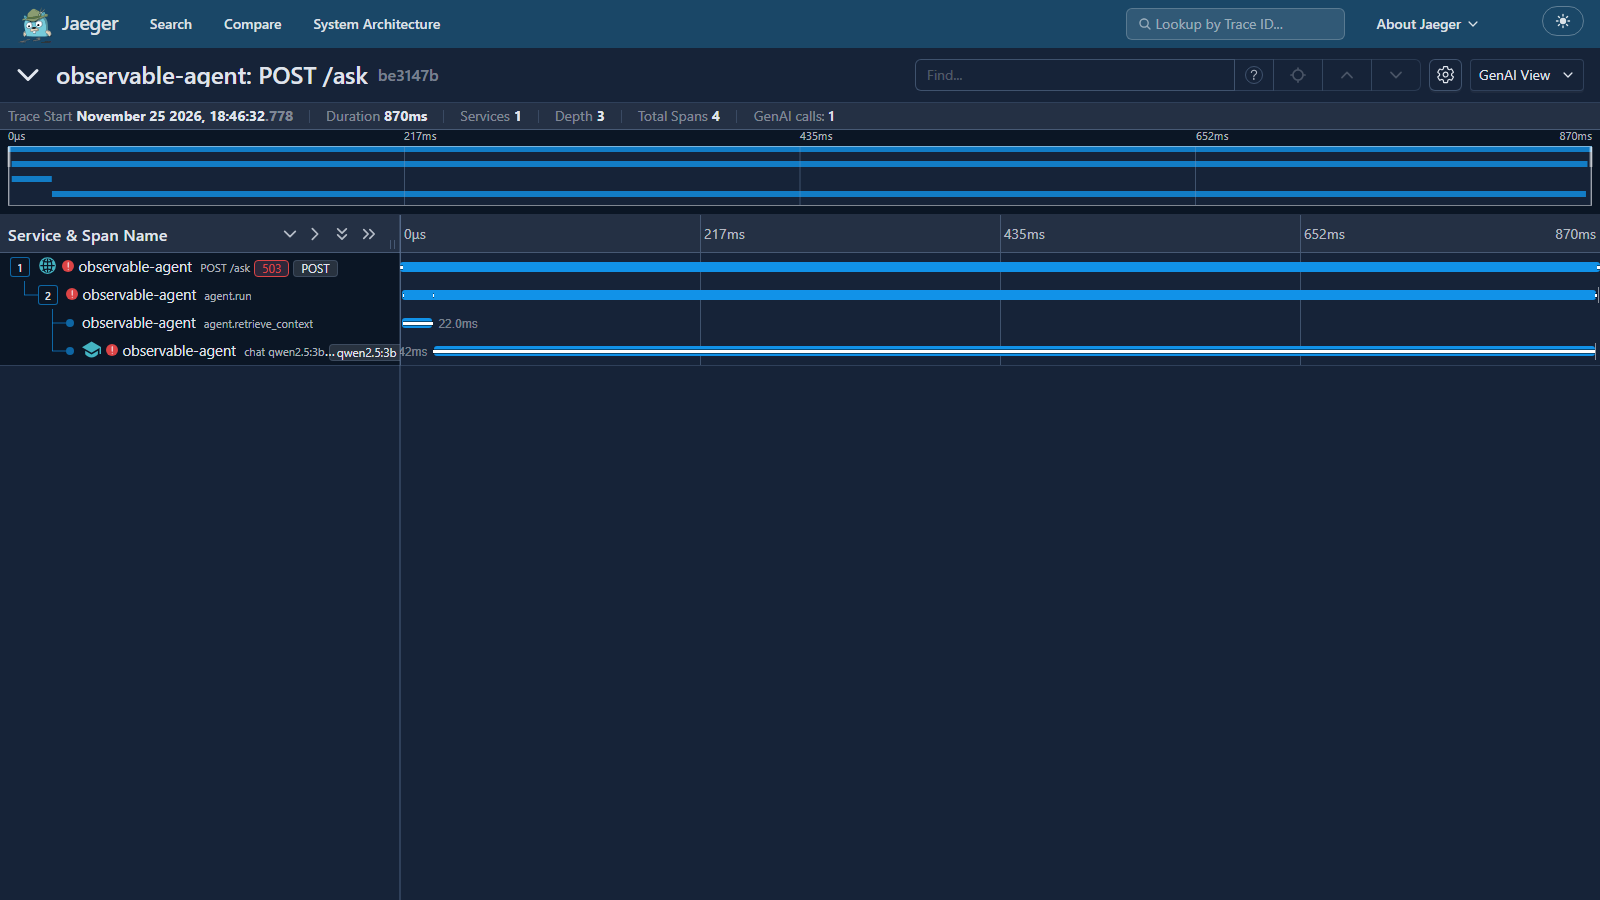 Jaeger Search Compare System Architecture Lookup by Trace ID... About Jaeger
observable-agent: POST /ask be3147b Find... ? GenAI View
Trace Start November 25 2026, 18:46:32.778 Duration 870ms Services 1 Depth 3 Total Spans 4 GenAI calls: 1
0μs 217ms 435ms 652ms 870ms
Service & Span Name 0μs 217ms 435ms 652ms 870ms
1 observable-agent POST /ask 503 POST
2 observable-agent agent.run
observable-agent agent.retrieve_context 22.0ms
observable-agent chat qwen2.5:3b... qwen2.5:3b 42ms